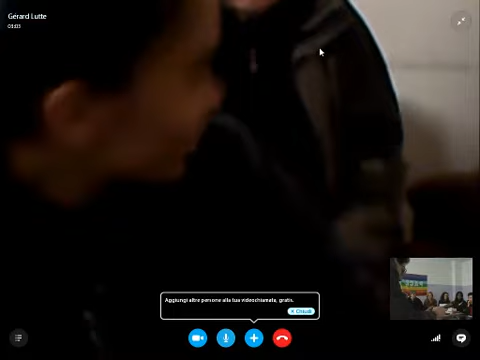 Gérard Lutte
01:03
Aggiungi altre persone alla tua videochiamata, gratis.
× Chiudi